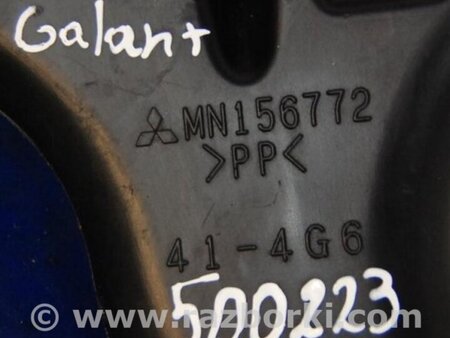 Galant
MN156772
>PP<
41-4G6
500223
© www.razborki.com